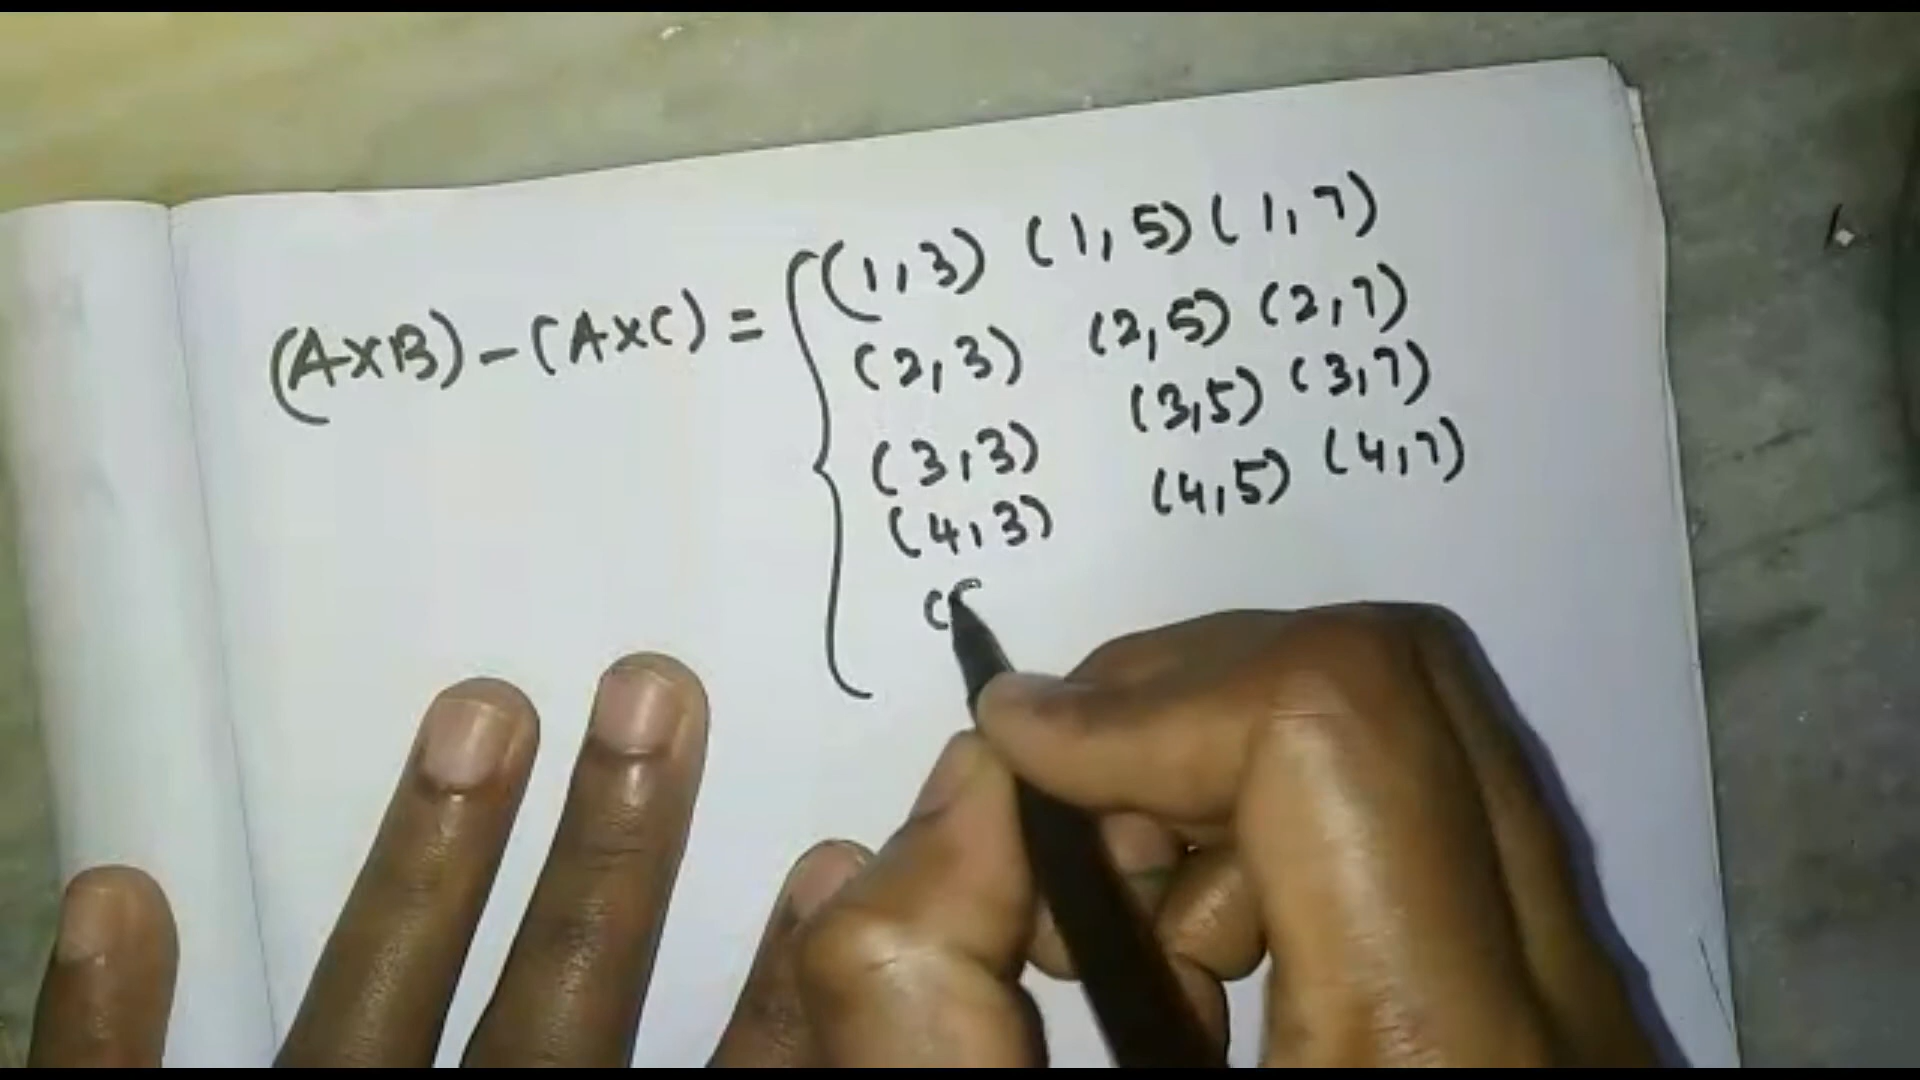 (A×B)-(A×C) = { (1,3) (1,5) (1,7)
(2,3) (2,5) (2,7)
(3,3) (3,5) (3,7)
(4,3) (4,5) (4,7)
(5